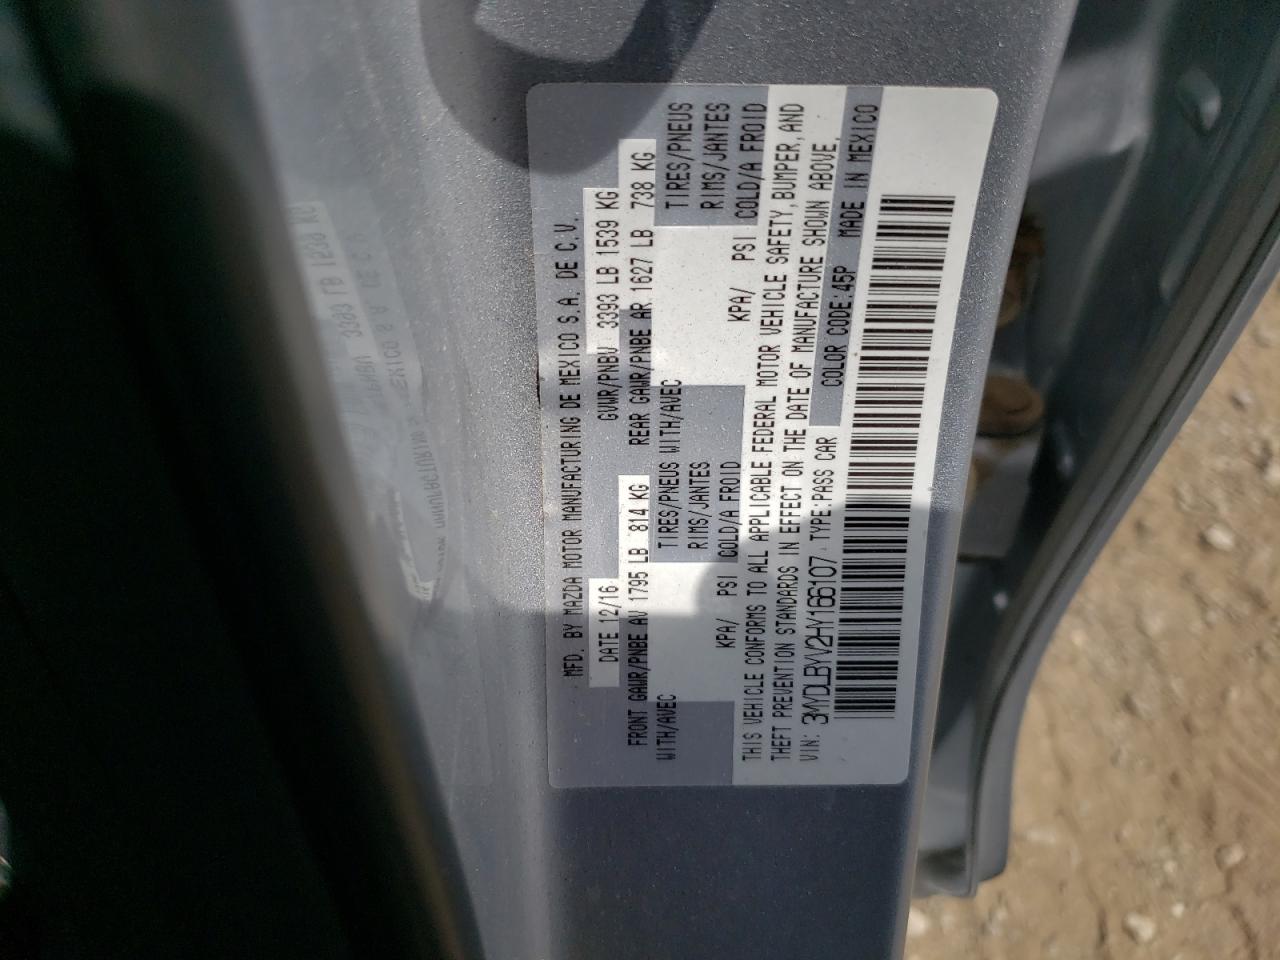 MFD. BY MAZDA MOTOR MANUFACTURING DE MEXICO S.A. DE C.V.
DATE 12/16 GVWR/PNBV 3393 LB 1539 KG
FRONT GAWR/PNBE AV 1795 LB 814 KG REAR GAWR/PNBE AR 1627 LB 738 KG
WITH/AVEC TIRES/PNEUS WITH/AVEC TIRES/PNEUS
RIMS/JANTES RIMS/JANTES
KPA/ PSI COLD/A FROID KPA/ PSI COLD/A FROID
THIS VEHICLE CONFORMS TO ALL APPLICABLE FEDERAL MOTOR VEHICLE SAFETY, BUMPER, AND
THEFT PREVENTION STANDARDS IN EFFECT ON THE DATE OF MANUFACTURE SHOWN ABOVE.
VIN: 3MYDLBYV2HY166107 TYPE:PASS CAR COLOR CODE:45P MADE IN MEXICO